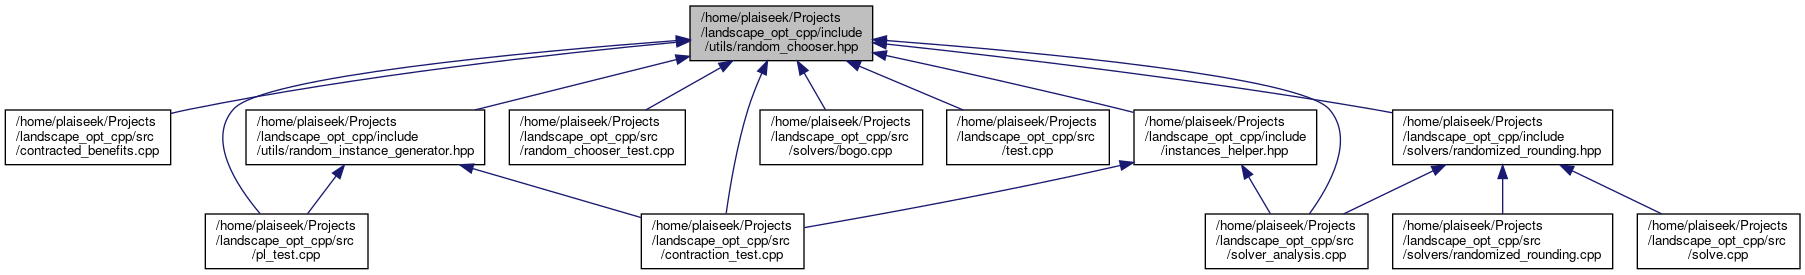 /home/plaiseek/Projects
/landscape_opt_cpp/include
/utils/random_chooser.hpp
/home/plaiseek/Projects
/landscape_opt_cpp/src
/contracted_benefits.cpp
/home/plaiseek/Projects
/landscape_opt_cpp/include
/utils/random_instance_generator.hpp
/home/plaiseek/Projects
/landscape_opt_cpp/src
/random_chooser_test.cpp
/home/plaiseek/Projects
/landscape_opt_cpp/src
/solvers/bogo.cpp
/home/plaiseek/Projects
/landscape_opt_cpp/src
/test.cpp
/home/plaiseek/Projects
/landscape_opt_cpp/include
/instances_helper.hpp
/home/plaiseek/Projects
/landscape_opt_cpp/include
/solvers/randomized_rounding.hpp
/home/plaiseek/Projects
/landscape_opt_cpp/src
/pl_test.cpp
/home/plaiseek/Projects
/landscape_opt_cpp/src
/contraction_test.cpp
/home/plaiseek/Projects
/landscape_opt_cpp/src
/solver_analysis.cpp
/home/plaiseek/Projects
/landscape_opt_cpp/src
/solvers/randomized_rounding.cpp
/home/plaiseek/Projects
/landscape_opt_cpp/src
/solve.cpp